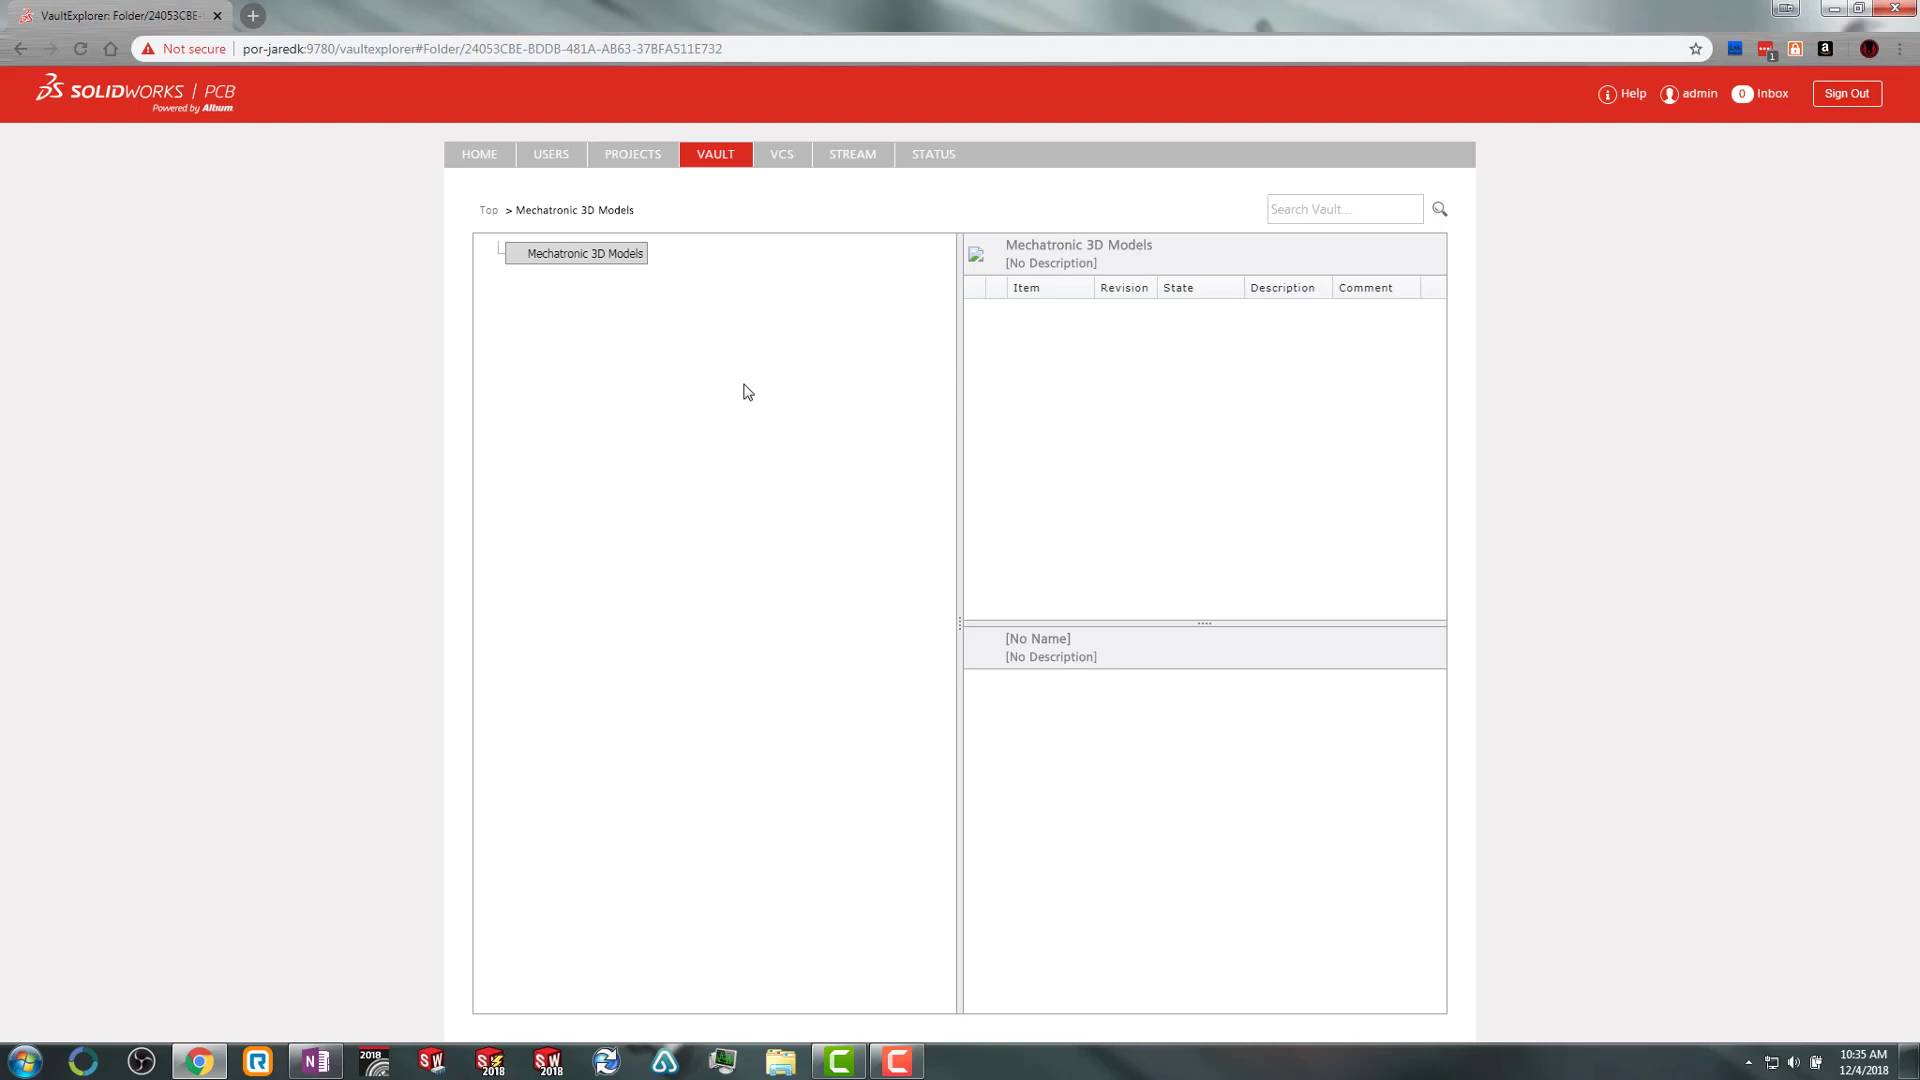 VaultExplorer: Folder/24053CBE-
Not secure
por-jaredk:9780/vaultexplorer#Folder/24053CBE-BDDB-481A-AB63-37BFA511E732
1
SOLIDWORKS | PCB
Powered by Altium
Help
admin
0 Inbox
Sign Out
HOME
USERS
PROJECTS
VAULT
VCS
STREAM
STATUS
Top > Mechatronic 3D Models
Search Vault...
Mechatronic 3D Models
Mechatronic 3D Models
[No Description]
Item
Revision
State
Description
Comment
[No Name]
[No Description]
2018
SW
2018
SW
2018
10:35 AM
12/4/2018